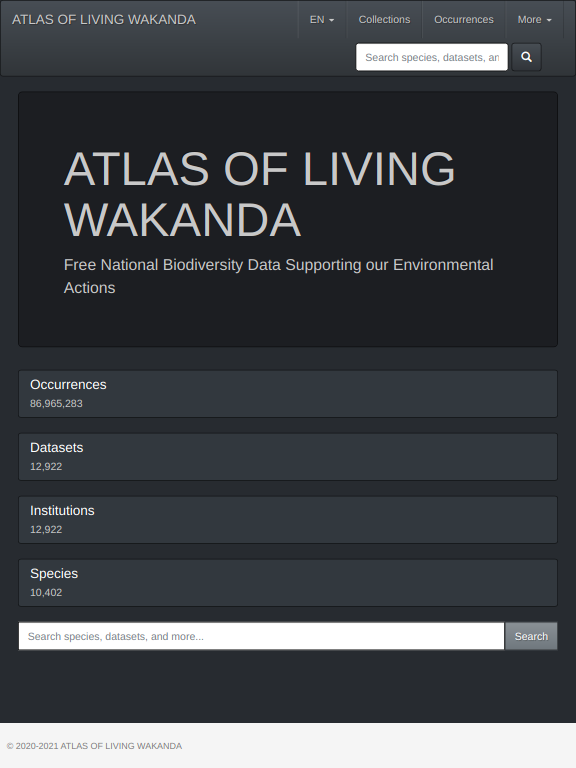 ATLAS OF LIVING WAKANDA
EN
Collections
Occurrences
More
Search species, datasets, an
ATLAS OF LIVING
WAKANDA
Free National Biodiversity Data Supporting our Environmental
Actions
Occurrences
86,965,283
Datasets
12,922
Institutions
12,922
Species
10,402
Search species, datasets, and more...
Search
© 2020-2021 ATLAS OF LIVING WAKANDA